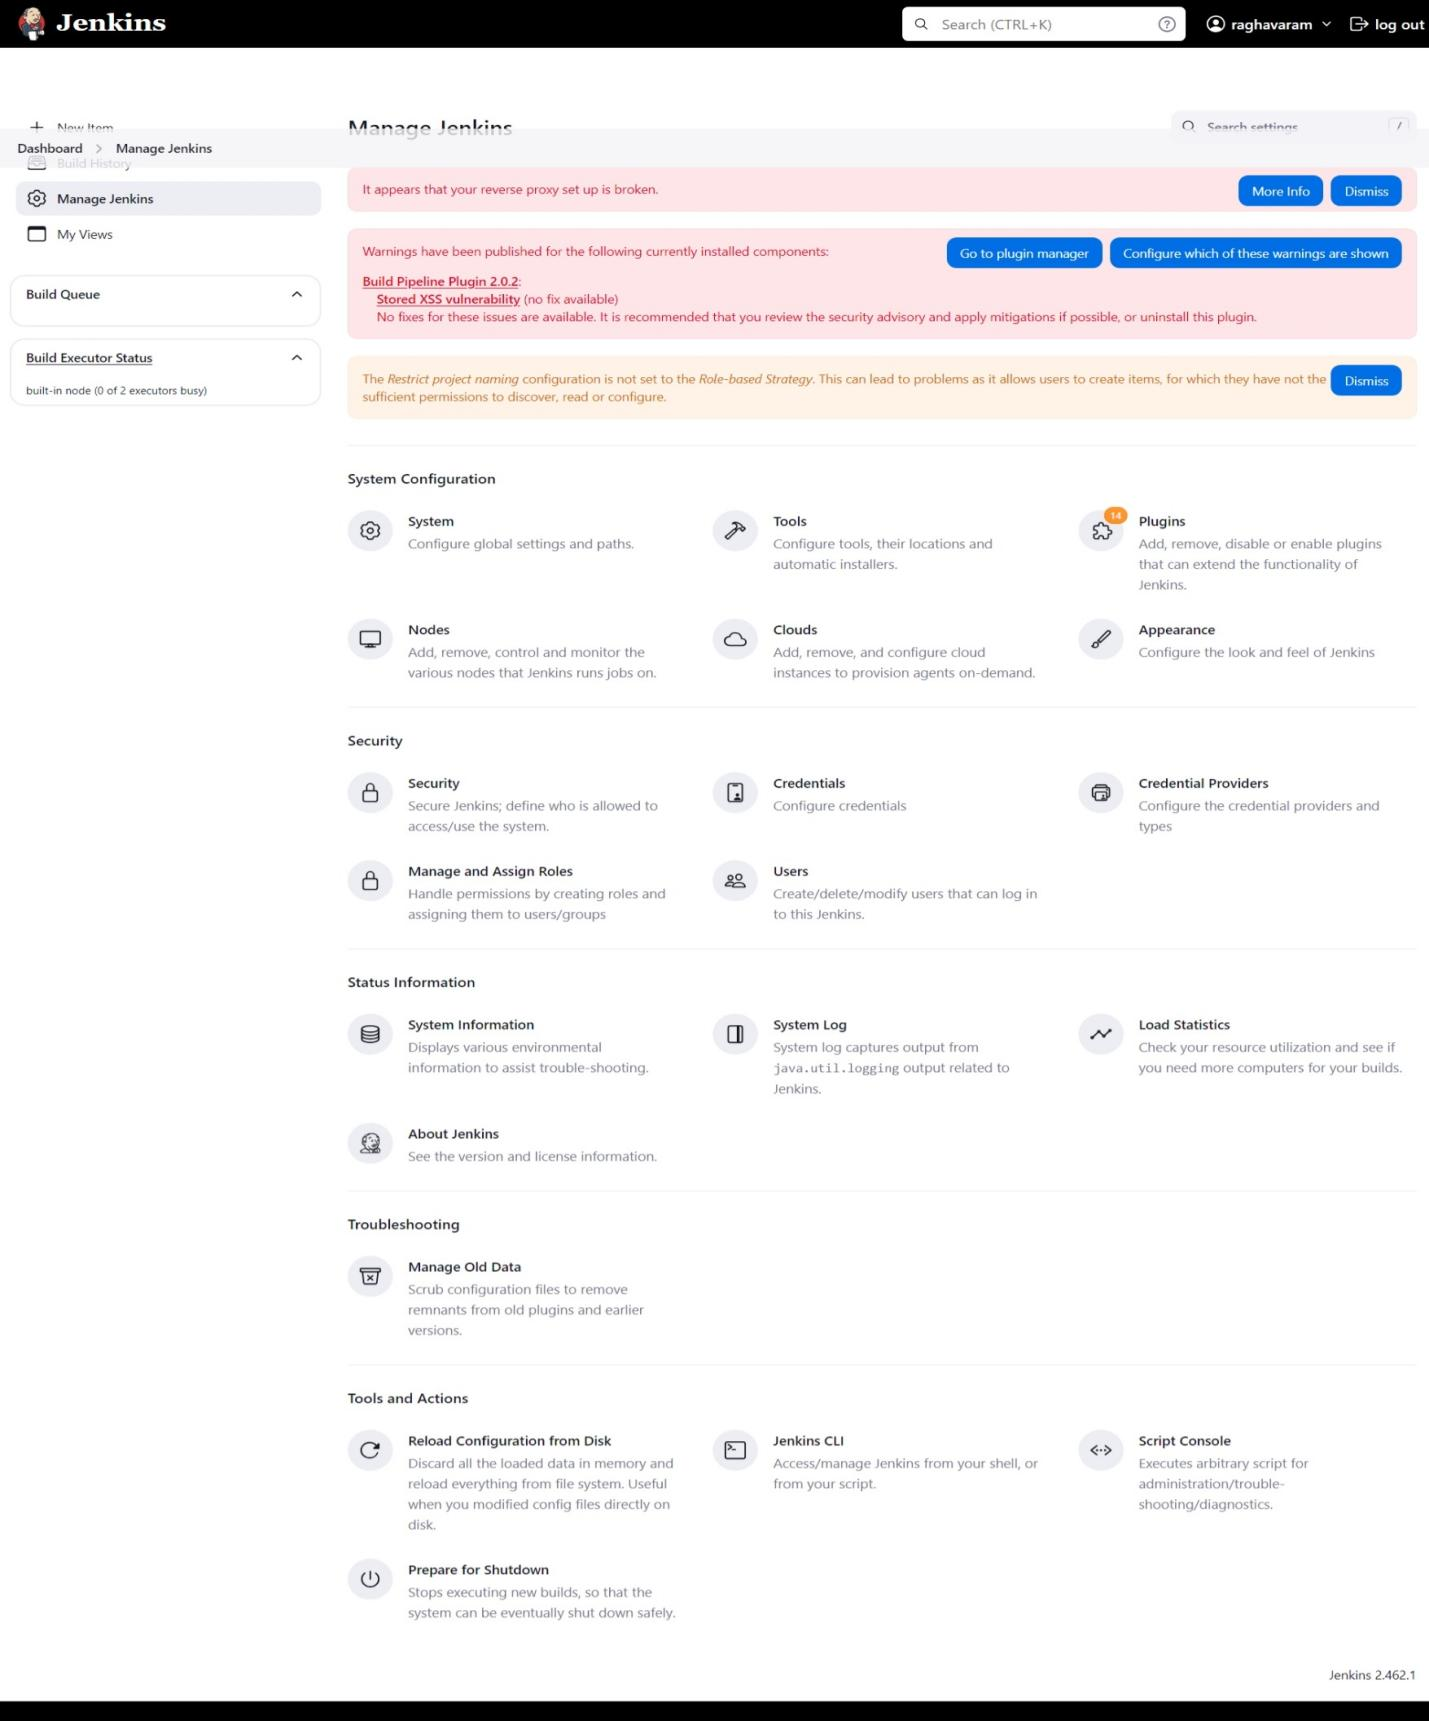 Jenkins
Search (CTRL+K)
raghavaram
log out
New Item
Manage Jenkins
Search settings
/
Dashboard > Manage Jenkins
Build History
Manage Jenkins
My Views
Build Queue
Build Executor Status
built-in node (0 of 2 executors busy)
It appears that your reverse proxy set up is broken.
More Info
Dismiss
Warnings have been published for the following currently installed components:
Go to plugin manager
Configure which of these warnings are shown
Build Pipeline Plugin 2.0.2:
Stored XSS vulnerability (no fix available)
No fixes for these issues are available. It is recommended that you review the security advisory and apply mitigations if possible, or uninstall this plugin.
The Restrict project naming configuration is not set to the Role-based Strategy. This can lead to problems as it allows users to create items, for which they have not the
sufficient permissions to discover, read or configure.
Dismiss
System Configuration
System
Configure global settings and paths.
Tools
Configure tools, their locations and
automatic installers.
14
Plugins
Add, remove, disable or enable plugins
that can extend the functionality of
Jenkins.
Nodes
Add, remove, control and monitor the
various nodes that Jenkins runs jobs on.
Clouds
Add, remove, and configure cloud
instances to provision agents on-demand.
Appearance
Configure the look and feel of Jenkins
Security
Security
Secure Jenkins; define who is allowed to
access/use the system.
Credentials
Configure credentials
Credential Providers
Configure the credential providers and
types
Manage and Assign Roles
Handle permissions by creating roles and
assigning them to users/groups
Users
Create/delete/modify users that can log in
to this Jenkins.
Status Information
System Information
Displays various environmental
information to assist trouble-shooting.
System Log
System log captures output from
java.util.logging output related to
Jenkins.
Load Statistics
Check your resource utilization and see if
you need more computers for your builds.
About Jenkins
See the version and license information.
Troubleshooting
Manage Old Data
Scrub configuration files to remove
remnants from old plugins and earlier
versions.
Tools and Actions
Reload Configuration from Disk
Discard all the loaded data in memory and
reload everything from file system. Useful
when you modified config files directly on
disk.
Jenkins CLI
Access/manage Jenkins from your shell, or
from your script.
Script Console
Executes arbitrary script for
administration/trouble-
shooting/diagnostics.
Prepare for Shutdown
Stops executing new builds, so that the
system can be eventually shut down safely.
Jenkins 2.462.1